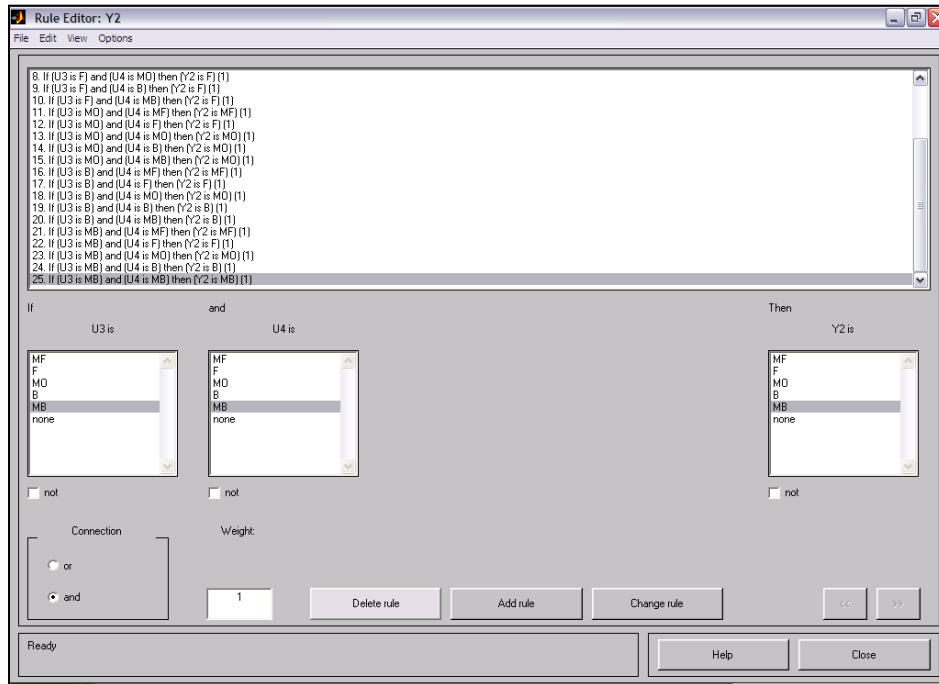 Rule Editor: Y2
File Edit View Options
8. If (U3 is F) and (U4 is MO) then (Y2 is F) (1)
9. If (U3 is F) and (U4 is B) then (Y2 is F) (1)
10. If (U3 is F) and (U4 is MB) then (Y2 is F) (1)
11. If (U3 is MO) and (U4 is MF) then (Y2 is MF) (1)
12. If (U3 is MO) and (U4 is F) then (Y2 is F) (1)
13. If (U3 is MO) and (U4 is MO) then (Y2 is MO) (1)
14. If (U3 is MO) and (U4 is B) then (Y2 is MO) (1)
15. If (U3 is MO) and (U4 is MB) then (Y2 is MO) (1)
16. If (U3 is B) and (U4 is MF) then (Y2 is MF) (1)
17. If (U3 is B) and (U4 is F) then (Y2 is F) (1)
18. If (U3 is B) and (U4 is MO) then (Y2 is MO) (1)
19. If (U3 is B) and (U4 is B) then (Y2 is B) (1)
20. If (U3 is B) and (U4 is MB) then (Y2 is B) (1)
21. If (U3 is MB) and (U4 is MF) then (Y2 is MF) (1)
22. If (U3 is MB) and (U4 is F) then (Y2 is F) (1)
23. If (U3 is MB) and (U4 is MO) then (Y2 is MO) (1)
24. If (U3 is MB) and (U4 is B) then (Y2 is B) (1)
25. If (U3 is MB) and (U4 is MB) then (Y2 is MB) (1)
If and Then
U3 is U4 is Y2 is
MF MF MF
F F F
MO MO MO
B B B
MB MB MB
none none none
not not not
Connection Weight:
or
and 1 Delete rule Add rule Change rule << >>
Ready Help Close